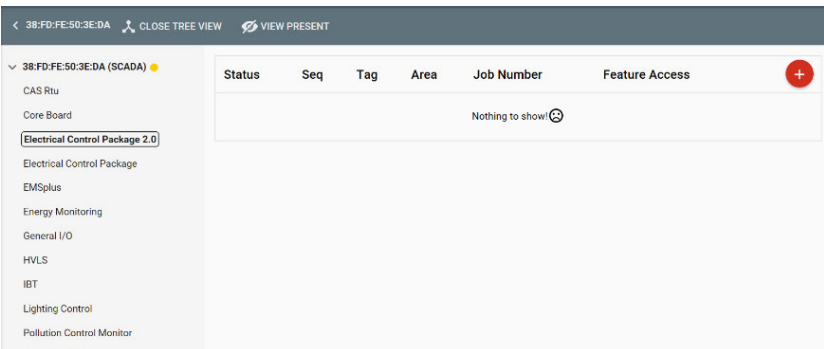 38:FD:FE:50:3E:DA CLOSE TREE VIEW VIEW PRESENT
38:FD:FE:50:3E:DA (SCADA)
CAS Rtu
Core Board
Electrical Control Package 2.0
Electrical Control Package
EMSplus
Energy Monitoring
General I/O
HVLS
IBT
Lighting Control
Pollution Control Monitor
Status Seq Tag Area Job Number Feature Access
Nothing to show!